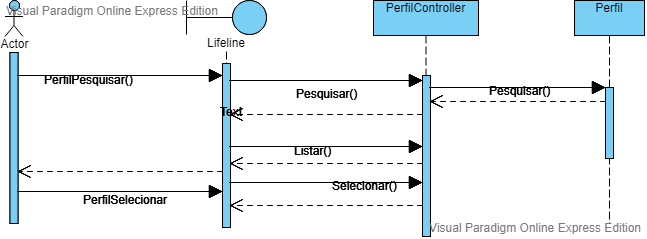 Visual Paradigm Online Express Edition
PerfilController
Perfil
Actor
Lifeline
PerfilPesquisar()
Pesquisar()
Pesquisar()
Text
Listar()
Selecionar()
PerfilSelecionar
Visual Paradigm Online Express Edition